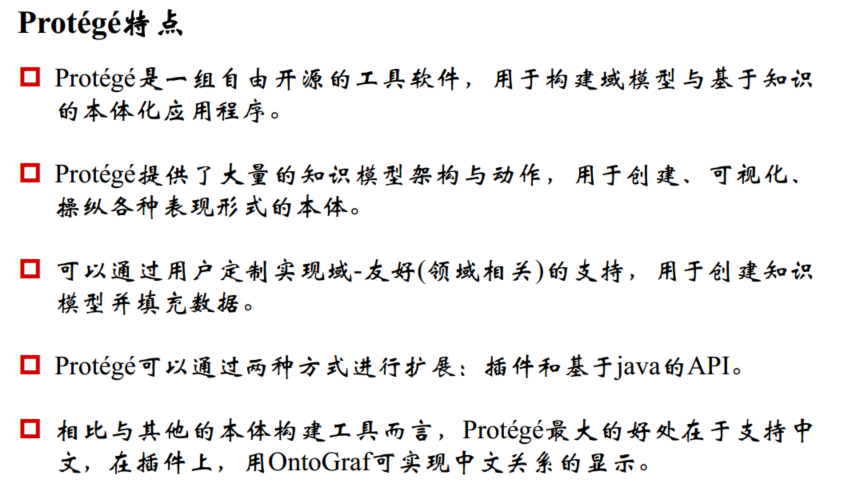 Protégé特点
Protégé是一组自由开源的工具软件，用于构建域模型与基于知识
的本体化应用程序。
Protégé提供了大量的知识模型架构与动作，用于创建、可视化、
操纵各种表现形式的本体。
可以通过用户定制实现域-友好(领域相关)的支持，用于创建知识
模型并填充数据。
Protégé可以通过两种方式进行扩展：插件和基于java的API。
相比与其他的本体构建工具而言，Protégé最大的好处在于支持中
文，在插件上，用OntoGraf可实现中文关系的显示。